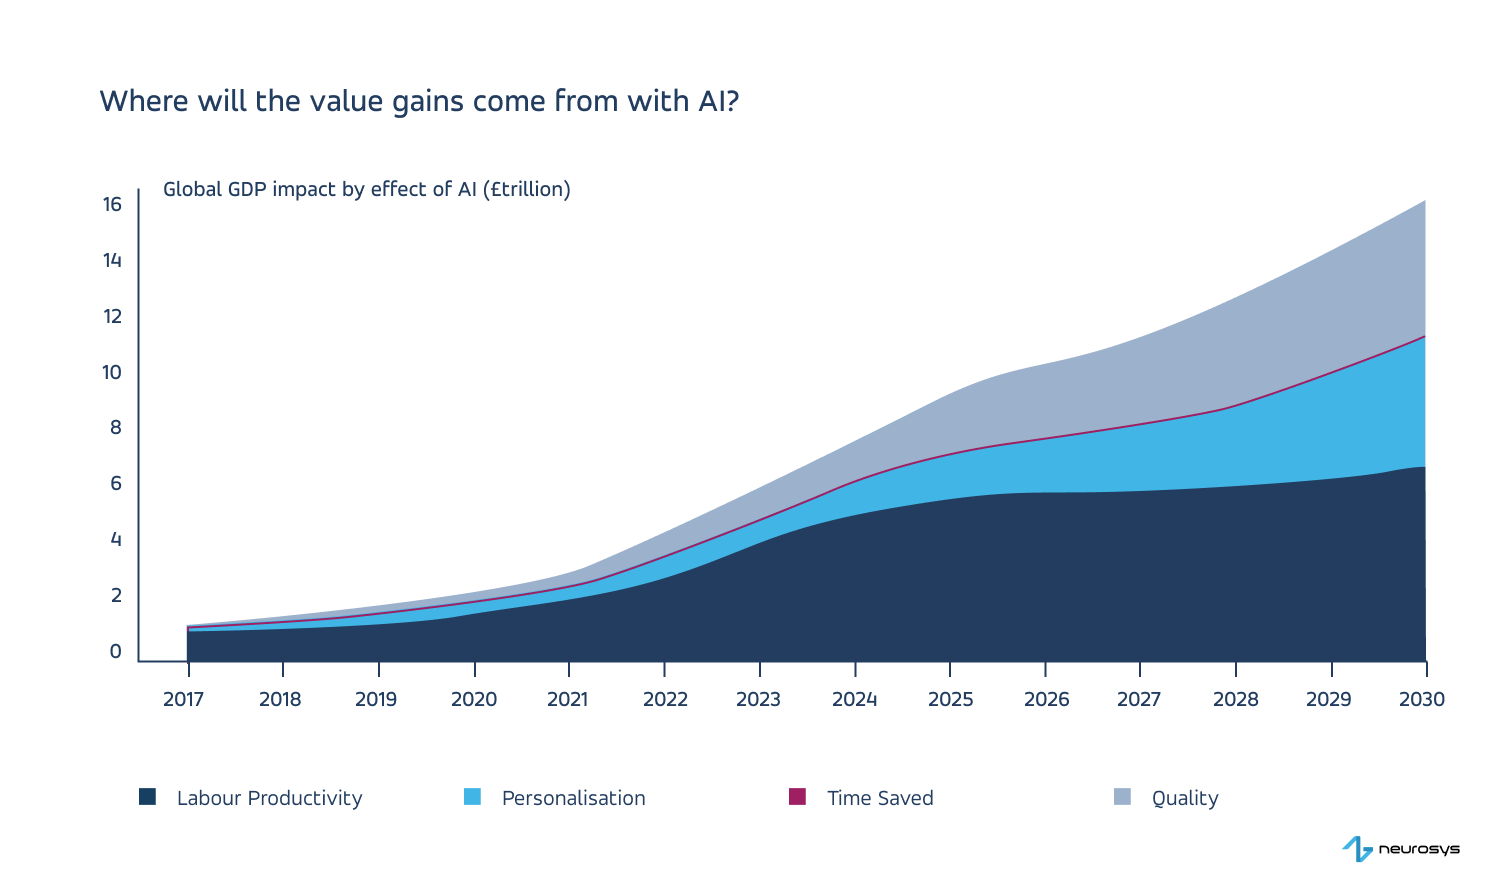 Where will the value gains come from with AI?
Global GDP impact by effect of AI (£trillion)
16
14
12
10
8
6
4
2
0
2017 2018 2019 2020 2021 2022 2023 2024 2025 2026 2027 2028 2029 2030
Labour Productivity Personalisation Time Saved Quality
neurosys